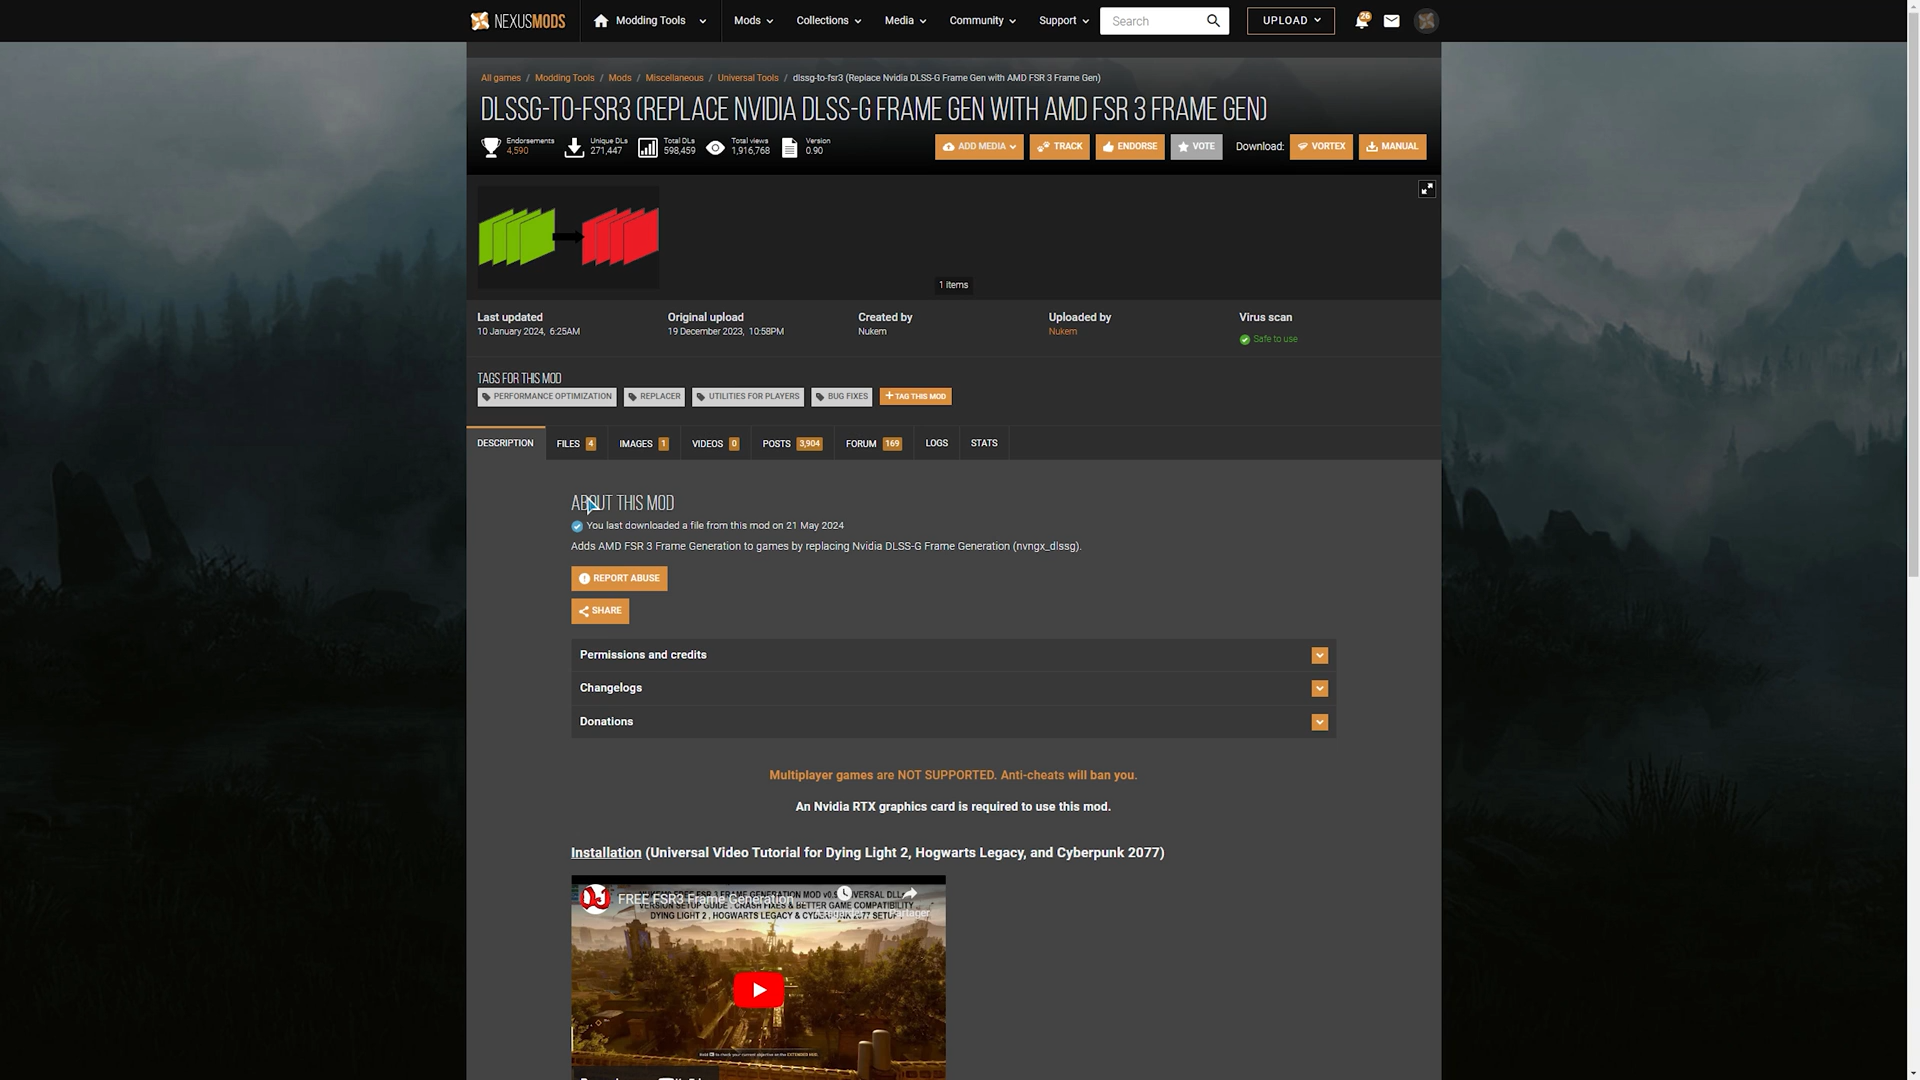 NEXUSMODS
Modding Tools
Mods
Collections
Media
Community
Support
Search
UPLOAD
26
All games / Modding Tools / Mods / Miscellaneous / Universal Tools / dlssg-to-fsr3 (Replace Nvidia DLSS-G Frame Gen with AMD FSR 3 Frame Gen)
DLSSG-TO-FSR3 (REPLACE NVIDIA DLSS-G FRAME GEN WITH AMD FSR 3 FRAME GEN)
Endorsements
4,590
Unique DLs
271,447
Total DLs
598,459
Total views
1,916,768
Version
0.90
ADD MEDIA
TRACK
ENDORSE
VOTE
Download:
VORTEX
MANUAL
1 items
Last updated
10 January 2024, 6:25AM
Original upload
19 December 2023, 10:58PM
Created by
Nukem
Uploaded by
Nukem
Virus scan
Safe to use
TAGS FOR THIS MOD
PERFORMANCE OPTIMIZATION
REPLACER
UTILITIES FOR PLAYERS
BUG FIXES
+ TAG THIS MOD
DESCRIPTION
FILES 4
IMAGES 1
VIDEOS 0
POSTS 3,904
FORUM 169
LOGS
STATS
ABOUT THIS MOD
You last downloaded a file from this mod on 21 May 2024
Adds AMD FSR 3 Frame Generation to games by replacing Nvidia DLSS-G Frame Generation (nvngx_dlssg).
REPORT ABUSE
SHARE
Permissions and credits
Changelogs
Donations
Multiplayer games are NOT SUPPORTED. Anti-cheats will ban you.
An Nvidia RTX graphics card is required to use this mod.
Installation (Universal Video Tutorial for Dying Light 2, Hogwarts Legacy, and Cyberpunk 2077)
FREE FSR3 Frame Generation
VERSION SETUP GUIDE, CRASH FIXES & BETTER GAME COMPATIBILITY
DYING LIGHT 2, HOGWARTS LEGACY & CYBERPUNK 2077 SETUP
Partager